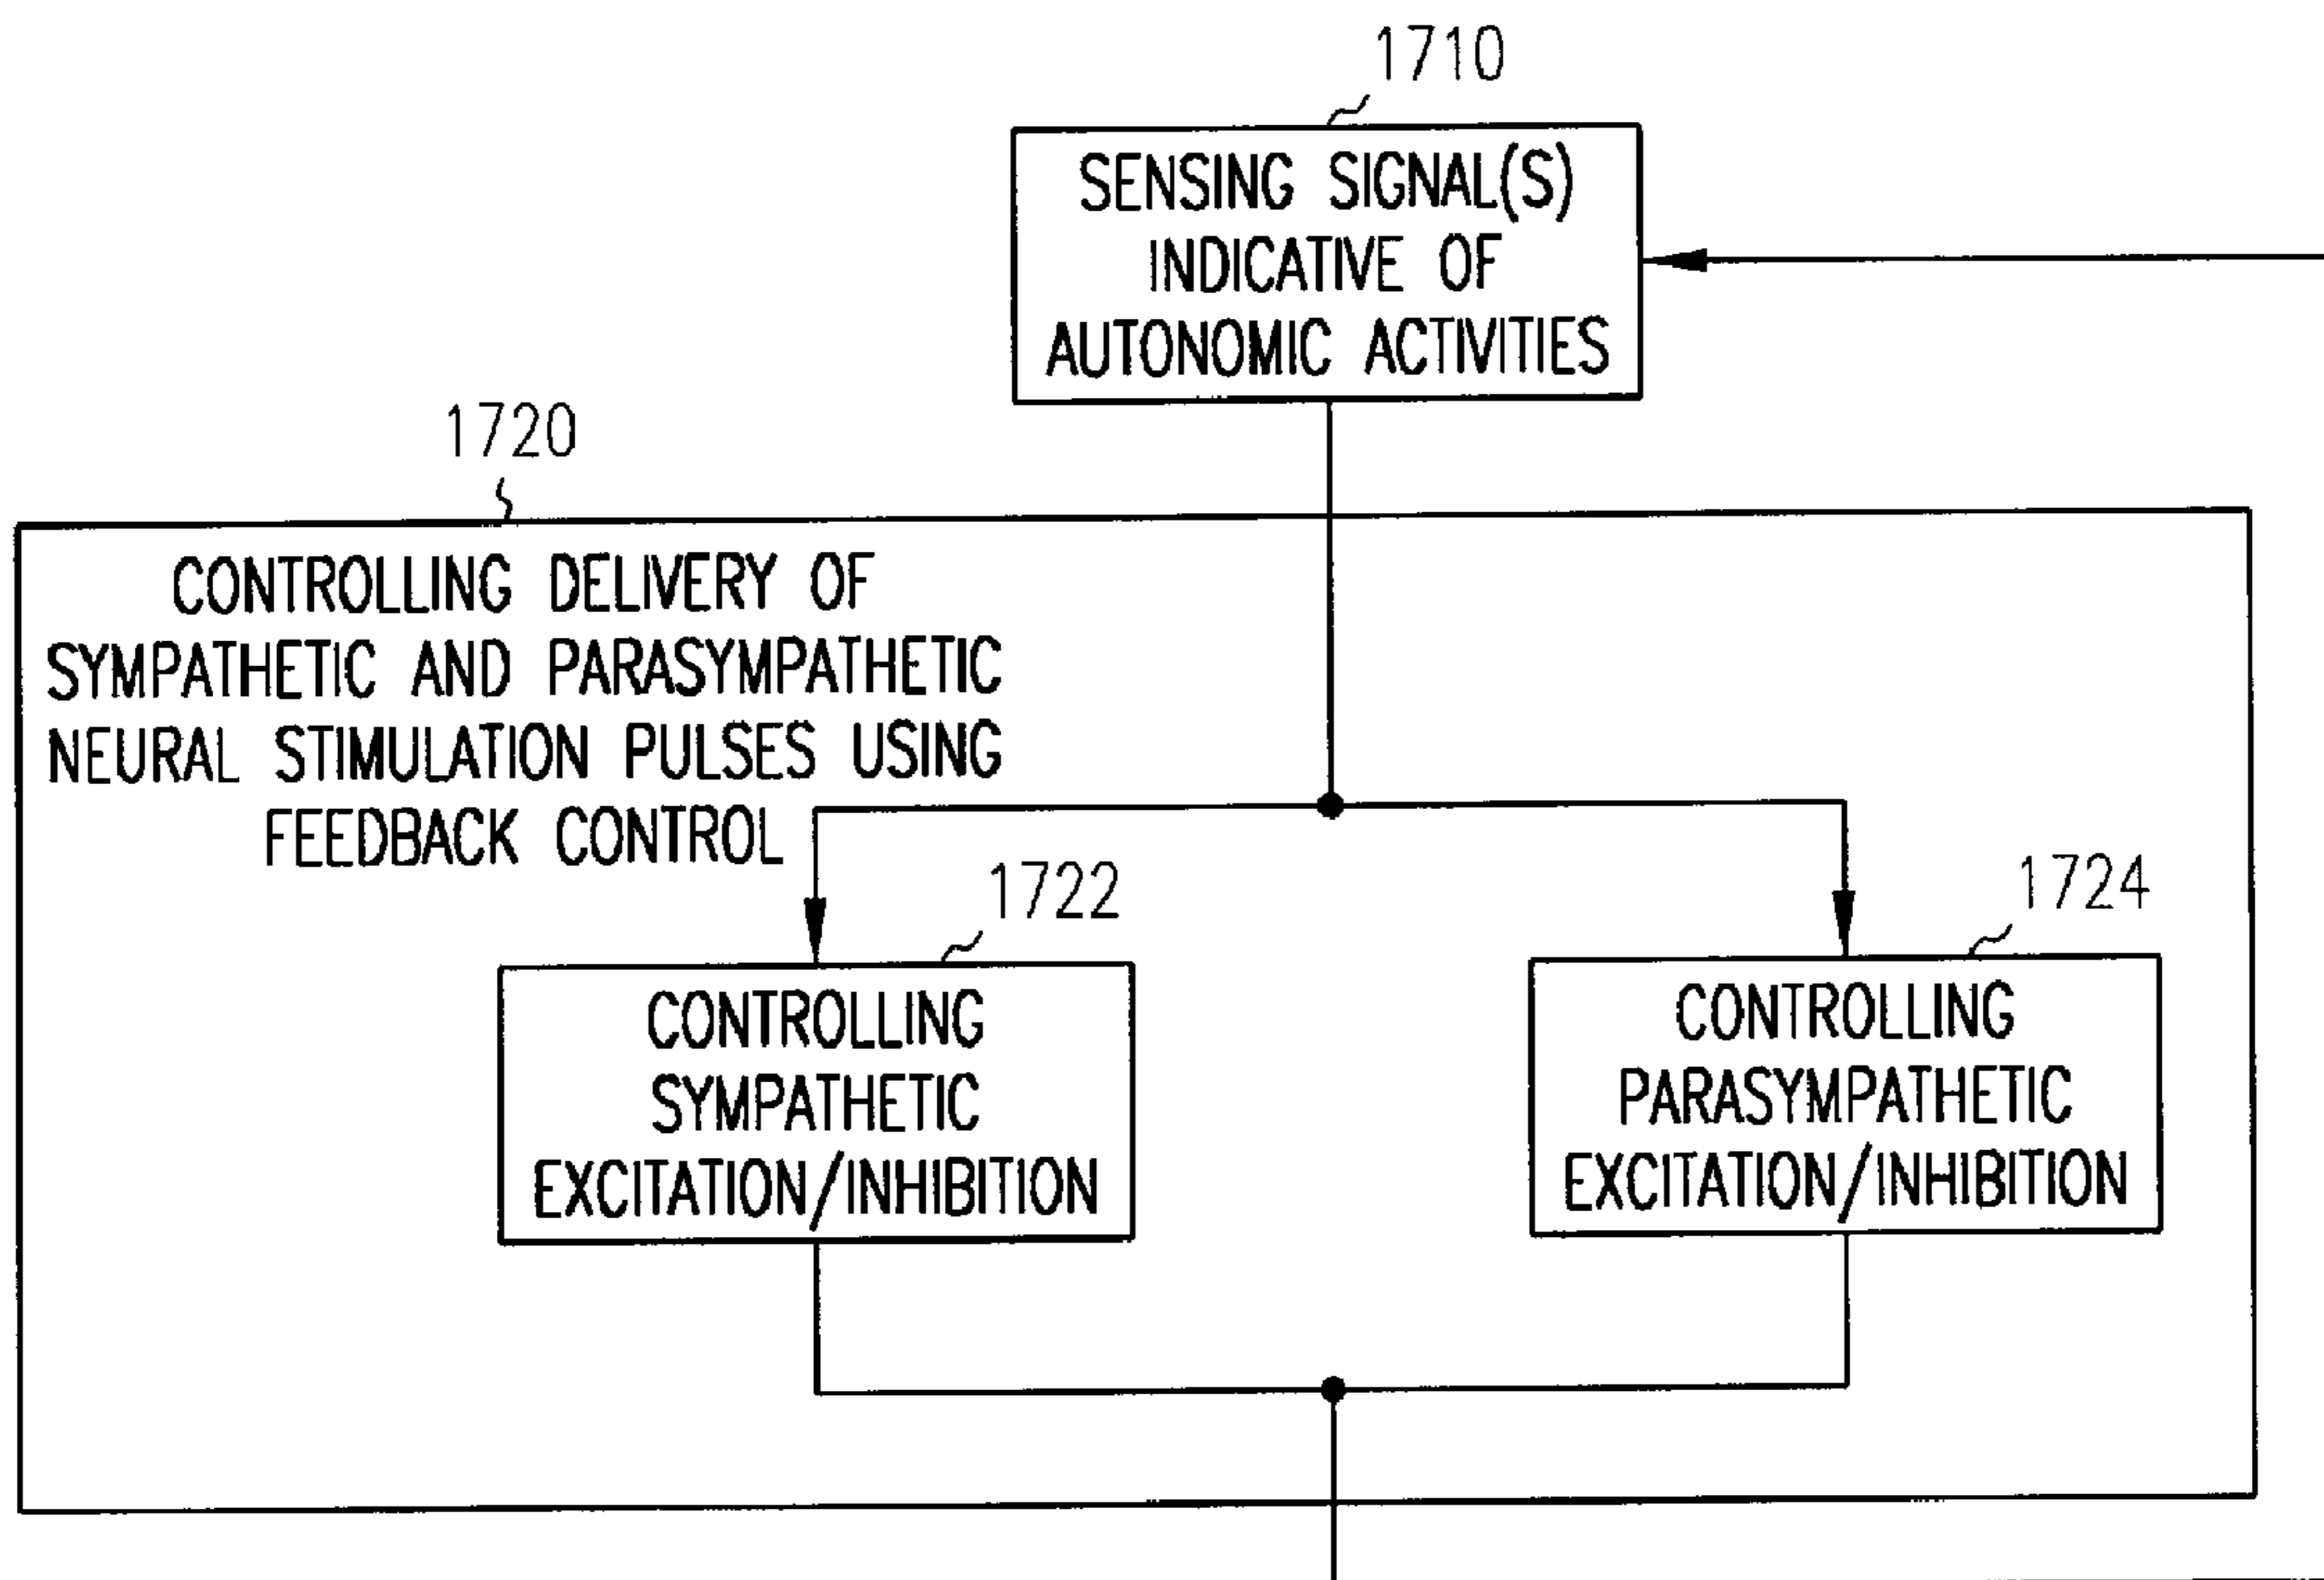 1710
SENSING SIGNAL(S)
INDICATIVE OF
AUTONOMIC ACTIVITIES
1720
CONTROLLING DELIVERY OF
SYMPATHETIC AND PARASYMPATHETIC
NEURAL STIMULATION PULSES USING
FEEDBACK CONTROL
1722
CONTROLLING
SYMPATHETIC
EXCITATION/INHIBITION
1724
CONTROLLING
PARASYMPATHETIC
EXCITATION/INHIBITION